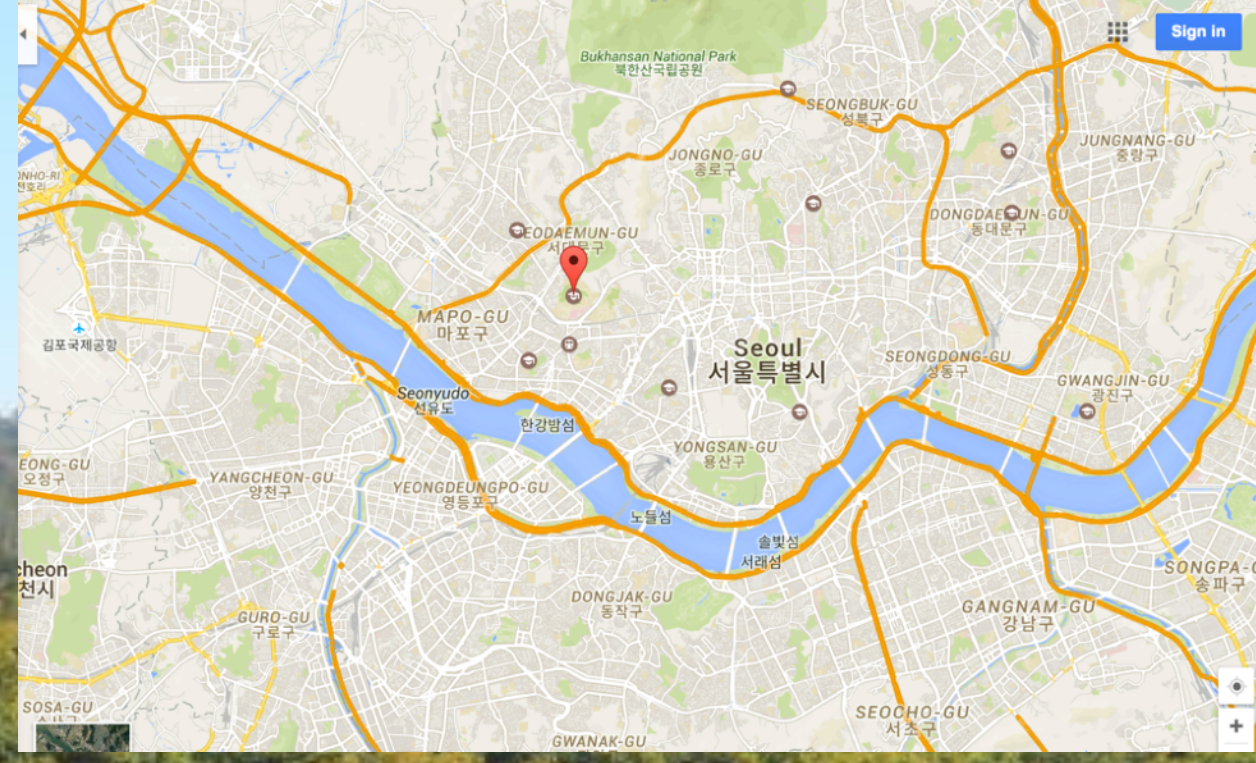 Sign in
Bukhansan National Park
북한산국립공원
SEONGBUK-GU
성북구
JUNGNANG-GU
중랑구
JONGNO-GU
종로구
ONHO-RI
전호리
EODAEMUN-GU
서대문구
DONGDAEMUN-GU
동대문구
MAPO-GU
마포구
김포국제공항
Seoul
서울특별시
SEONGDONG-GU
성동구
GWANGJIN-GU
광진구
Seonyudo
선유도
한강밤섬
YONGSAN-GU
용산구
EONG-GU
오정구
YANGCHEON-GU
양천구
YEONGDEUNGPO-GU
영등포구
노들섬
솔빛섬
서래섬
cheon
천시
SONGPA-G
송파구
DONGJAK-GU
동작구
GANGNAM-GU
강남구
GURO-GU
구로구
SOSA-GU
SEOCHO-GU
서초구
GWANAK-GU